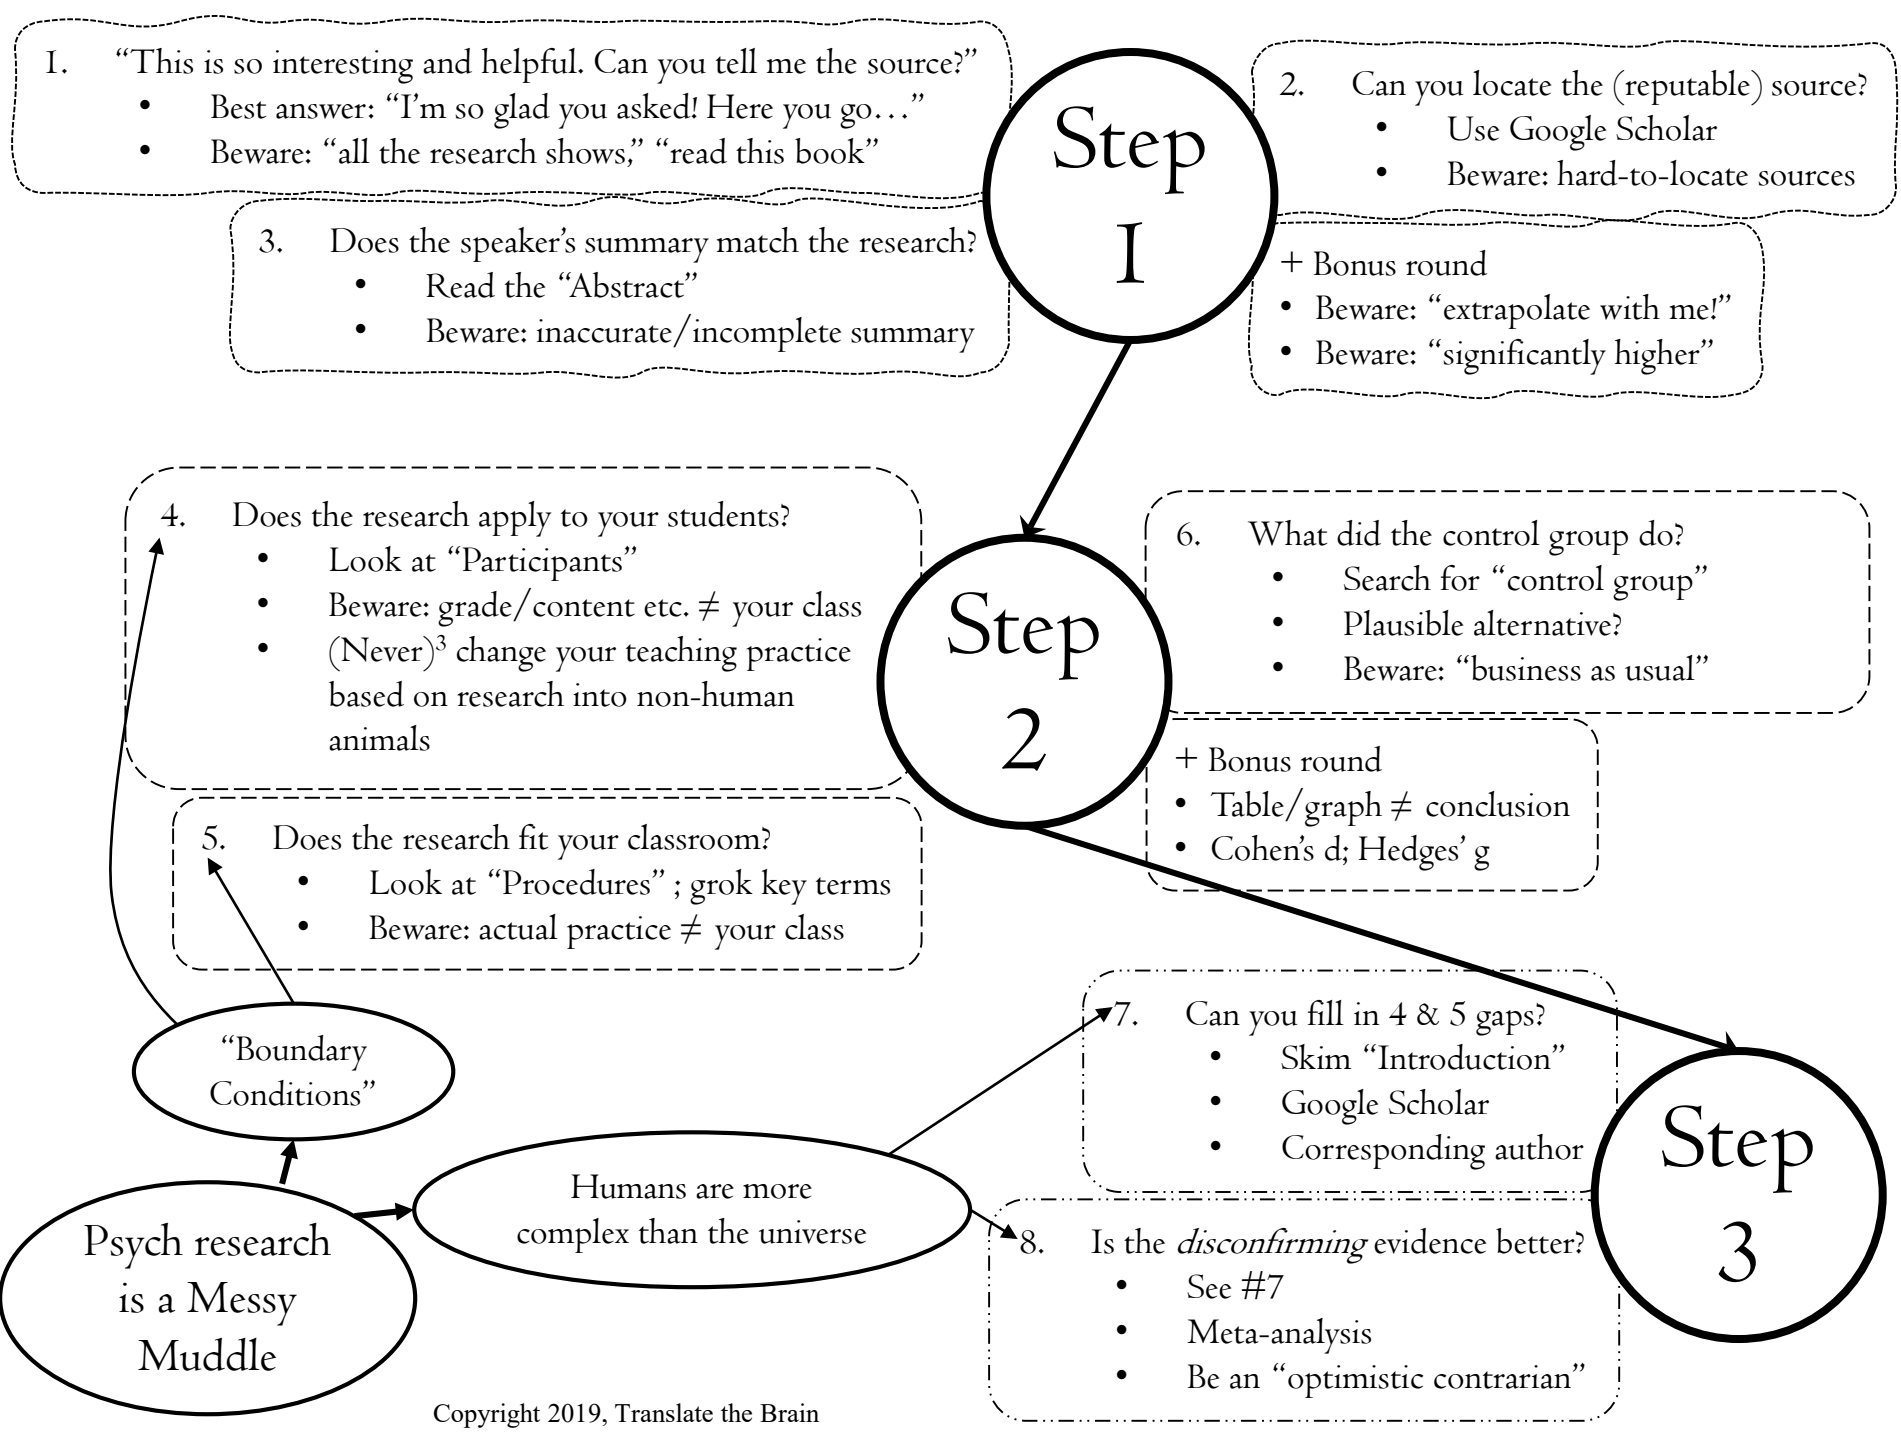 1. “This is so interesting and helpful. Can you tell me the source?”
• Best answer: “I’m so glad you asked! Here you go…”
• Beware: “all the research shows,” “read this book”
Step
1
2. Can you locate the (reputable) source?
• Use Google Scholar
• Beware: hard-to-locate sources
3. Does the speaker’s summary match the research?
• Read the “Abstract”
• Beware: inaccurate/incomplete summary
+ Bonus round
• Beware: “extrapolate with me!”
• Beware: “significantly higher”
4. Does the research apply to your students?
• Look at “Participants”
• Beware: grade/content etc. ≠ your class
• (Never)³ change your teaching practice
based on research into non-human
animals
Step
2
6. What did the control group do?
• Search for “control group”
• Plausible alternative?
• Beware: “business as usual”
+ Bonus round
• Table/graph ≠ conclusion
• Cohen’s d; Hedges’ g
5. Does the research fit your classroom?
• Look at “Procedures” ; grok key terms
• Beware: actual practice ≠ your class
“Boundary
Conditions”
7. Can you fill in 4 & 5 gaps?
• Skim “Introduction”
• Google Scholar
• Corresponding author
Step
3
Humans are more
complex than the universe
Psych research
is a Messy
Muddle
8. Is the disconfirming evidence better?
• See #7
• Meta-analysis
• Be an “optimistic contrarian”
Copyright 2019, Translate the Brain